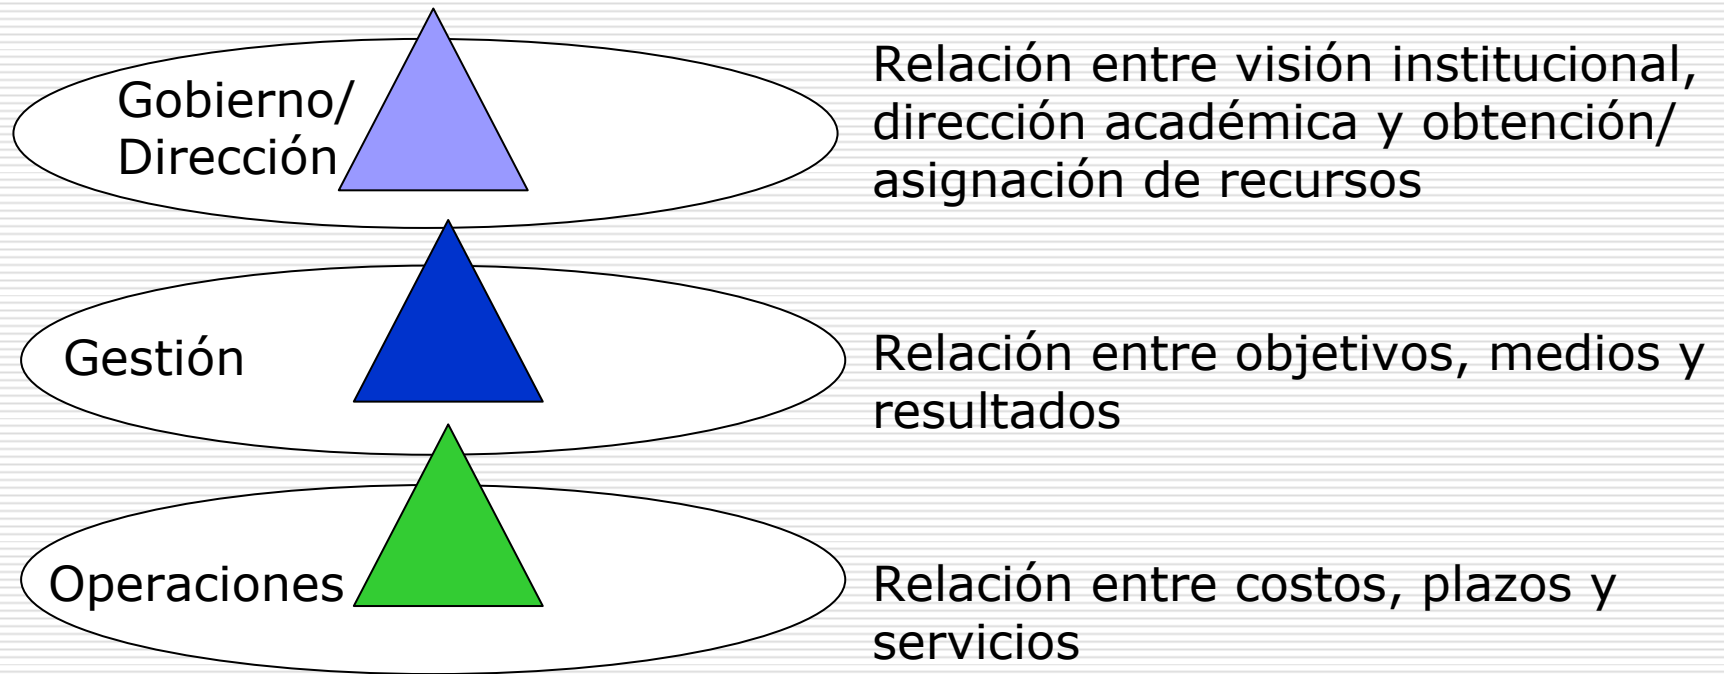 Gobierno/
Dirección
Relación entre visión institucional,
dirección académica y obtención/
asignación de recursos
Gestión
Relación entre objetivos, medios y
resultados
Operaciones
Relación entre costos, plazos y
servicios